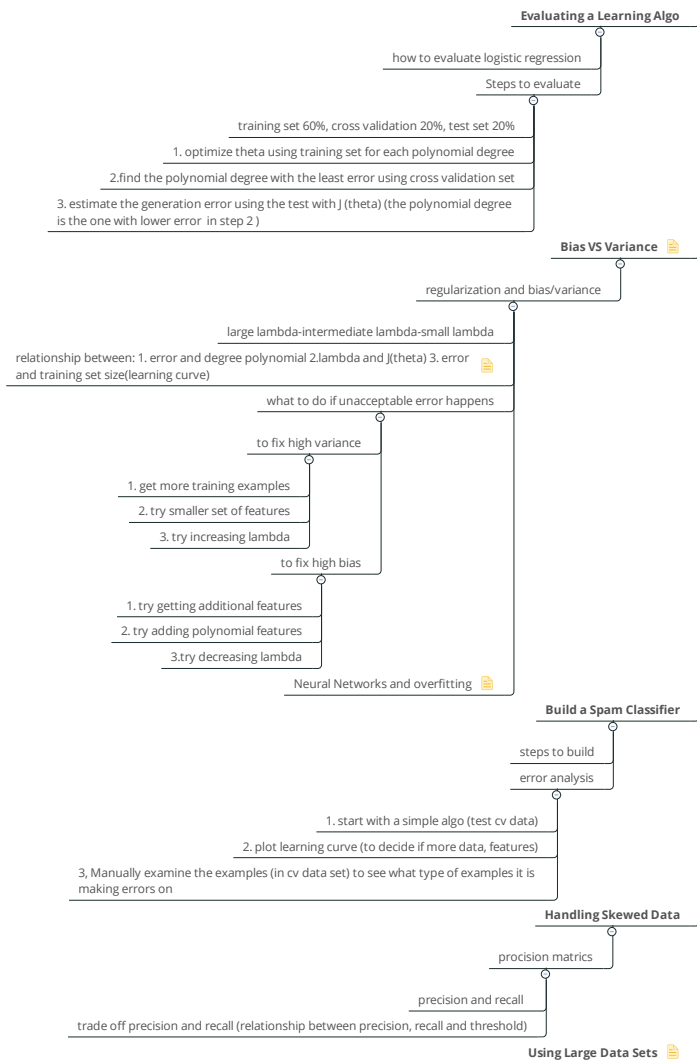 Evaluating a Learning Algo
how to evaluate logistic regression
Steps to evaluate
training set 60%, cross validation 20%, test set 20%
1. optimize theta using training set for each polynomial degree
2.find the polynomial degree with the least error using cross validation set
3. estimate the generation error using the test with J (theta) (the polynomial degree
is the one with lower error in step 2 )
Bias VS Variance
regularization and bias/variance
large lambda-intermediate lambda-small lambda
relationship between: 1. error and degree polynomial 2.lambda and J(theta) 3. error
and training set size(learning curve)
what to do if unacceptable error happens
to fix high variance
1. get more training examples
2. try smaller set of features
3. try increasing lambda
to fix high bias
1. try getting additional features
2. try adding polynomial features
3.try decreasing lambda
Neural Networks and overfitting
Build a Spam Classifier
steps to build
error analysis
1. start with a simple algo (test cv data)
2. plot learning curve (to decide if more data, features)
3, Manually examine the examples (in cv data set) to see what type of examples it is
making errors on
Handling Skewed Data
procision matrics
precision and recall
trade off precision and recall (relationship between precision, recall and threshold)
Using Large Data Sets